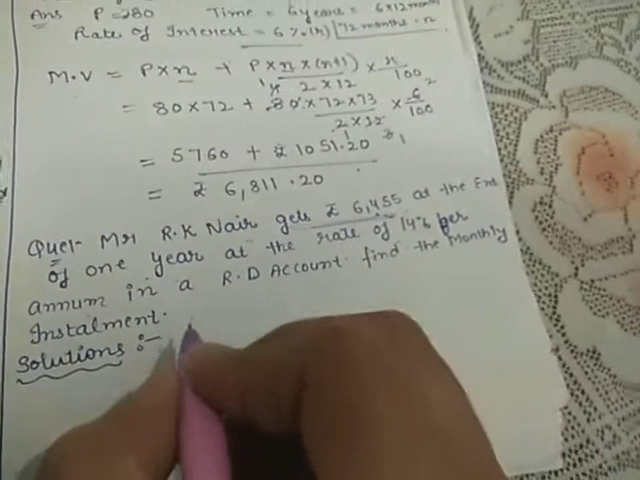 Ans P = 280 Time = 6 years = 6 x 12 month
Rate of Interest = 6 %.(r) | 72 months = n
M.V = P x n + P x n x (n+1) / 2 x 12 x r / 100
= 80 x 72 + 80 x 72 x 73 / 2 x 12 x 6 / 100
= 5760 + ₹ 1051.20
= ₹ 6,811.20
Ques- Mr R.K Nair gets ₹ 6,455 at the End
of one year at the rate of 14% per
annum in a R.D Account. find the Monthly
Instalment.
Solutions :-